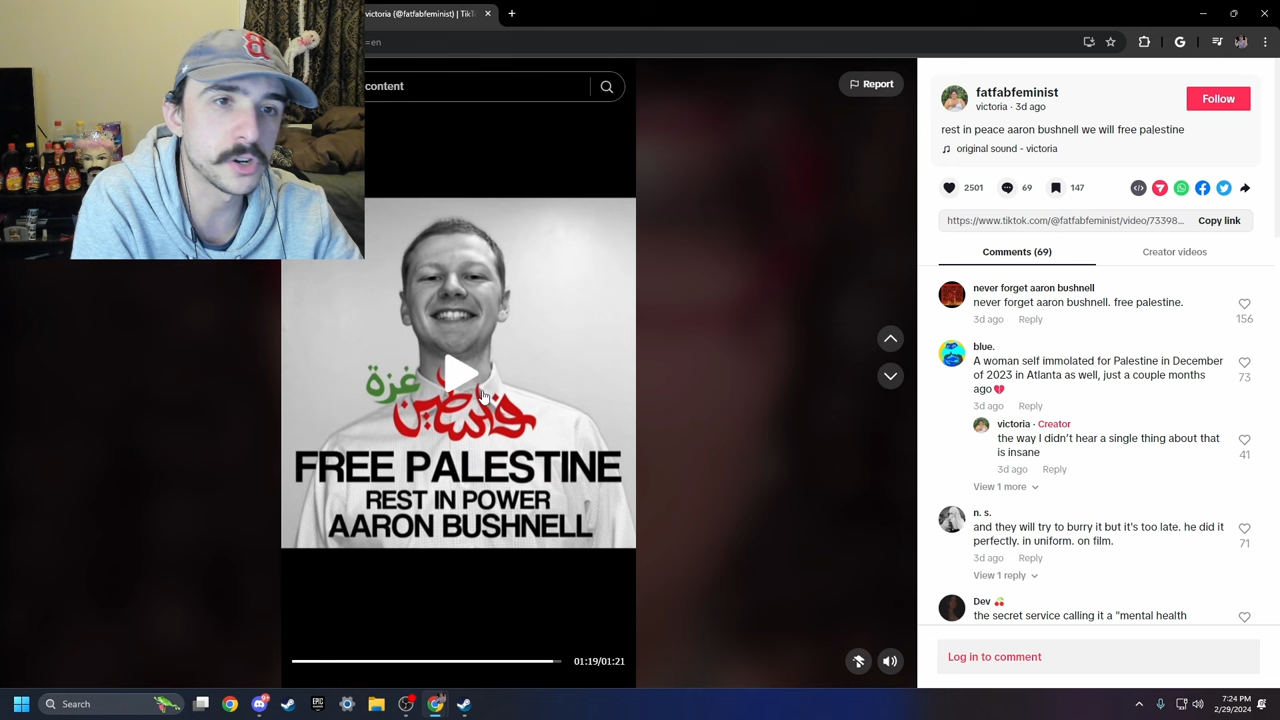 victoria (@fatfabfeminist) | TikT
=en
content
Report
غزة
فلسطين
FREE PALESTINE
REST IN POWER
AARON BUSHNELL
01:19/01:21
fatfabfeminist
victoria · 3d ago
Follow
rest in peace aaron bushnell we will free palestine
original sound - victoria
2501
69
147
https://www.tiktok.com/@fatfabfeminist/video/73398...
Copy link
Comments (69)
Creator videos
never forget aaron bushnell
never forget aaron bushnell. free palestine.
3d ago Reply
156
blue.
A woman self immolated for Palestine in December
of 2023 in Atlanta as well, just a couple months
ago💔
73
3d ago Reply
victoria · Creator
the way I didn't hear a single thing about that
is insane
41
3d ago Reply
View 1 more
n. s.
and they will try to burry it but it's too late. he did it
perfectly. in uniform. on film.
71
3d ago Reply
View 1 reply
Dev 🍒
the secret service calling it a "mental health
Log in to comment
Search
EPIC
7:24 PM
2/29/2024